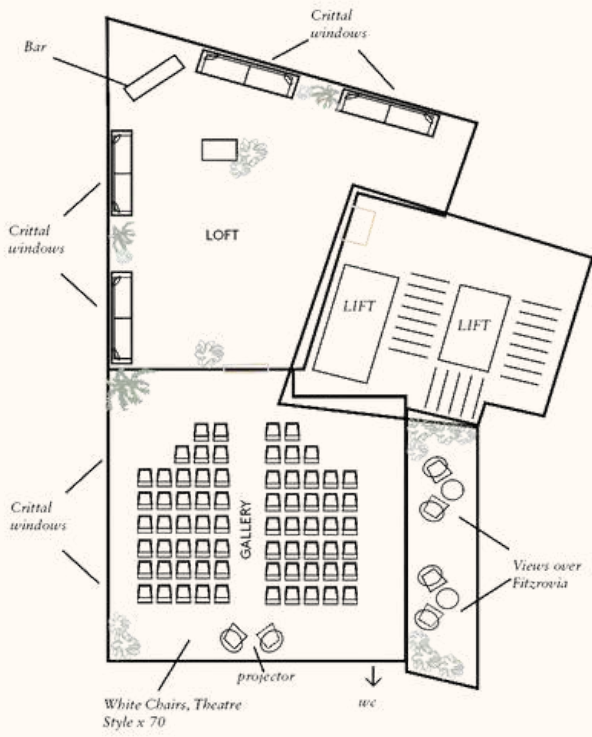 Crittal
windows
Bar
Crittal
windows
LOFT
LIFT
LIFT
GALLERY
Crittal
windows
Views over
Fitzrovia
projector
White Chairs, Theatre
Style x 70
wc